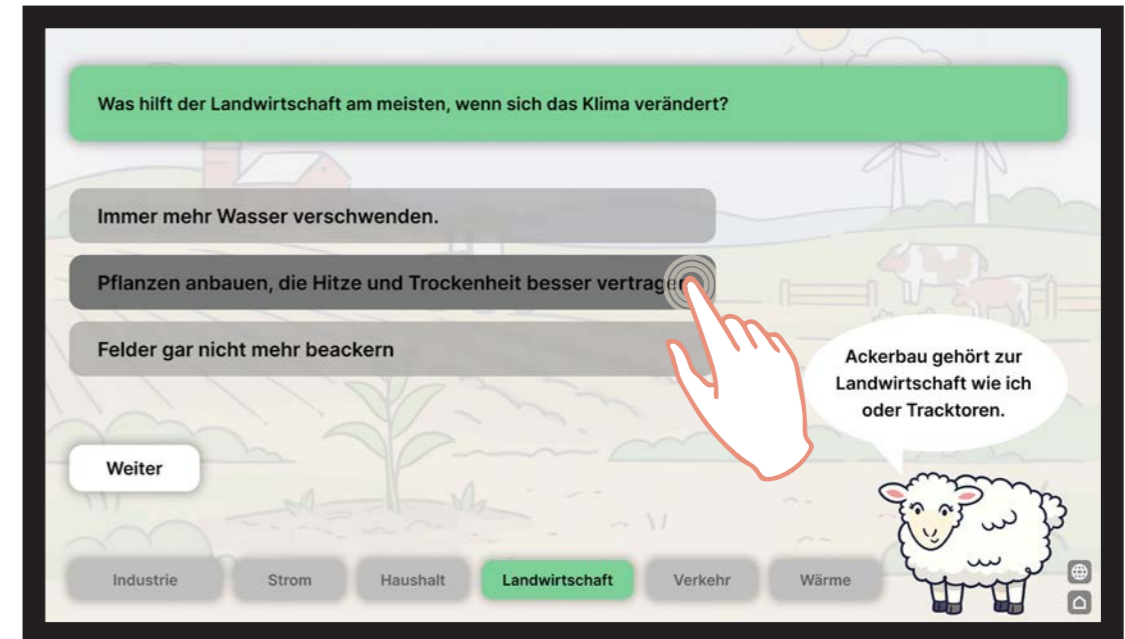 Was hilft der Landwirtschaft am meisten, wenn sich das Klima verändert?
Immer mehr Wasser verschwenden.
Pflanzen anbauen, die Hitze und Trockenheit besser vertragen
Felder gar nicht mehr beackern
Ackerbau gehört zur
Landwirtschaft wie ich
oder Tracktoren.
Weiter
Industrie Strom Haushalt Landwirtschaft Verkehr Wärme